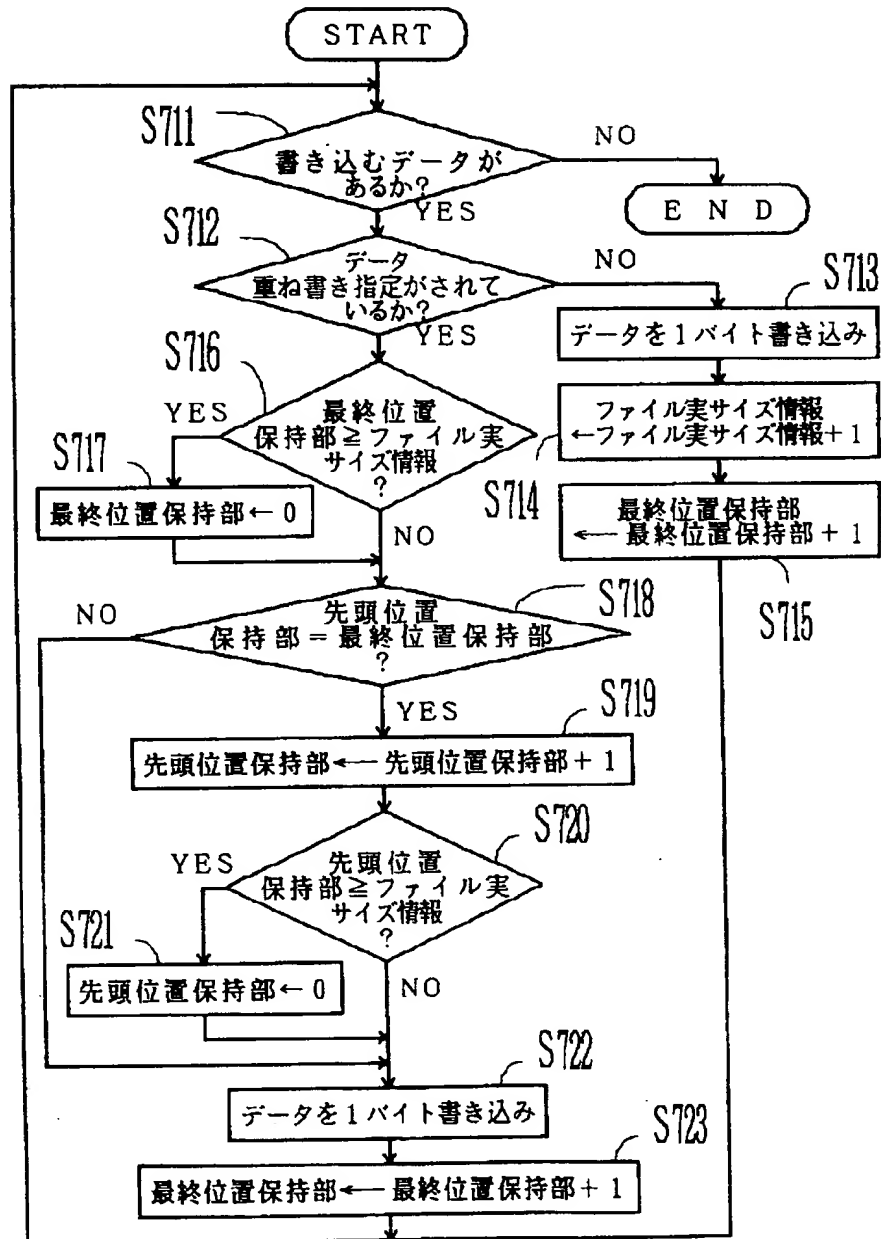 START
S711
書き込むデータが
あるか?
NO
YES
END
S712
データ
重ね書き指定がされて
いるか?
NO
YES
S713
データを1バイト書き込み
S716
YES
最終位置
保持部≧ファイル実
サイズ情報
?
NO
ファイル実サイズ情報
←ファイル実サイズ情報+1
S714
S717
最終位置保持部←0
最終位置保持部
←最終位置保持部+1
S715
NO
先頭位置
保持部=最終位置保持部
?
S718
YES
S719
先頭位置保持部←先頭位置保持部+1
S720
YES
先頭位置
保持部≧ファイル実
サイズ情報
?
NO
S721
先頭位置保持部←0
S722
データを1バイト書き込み
S723
最終位置保持部←最終位置保持部+1